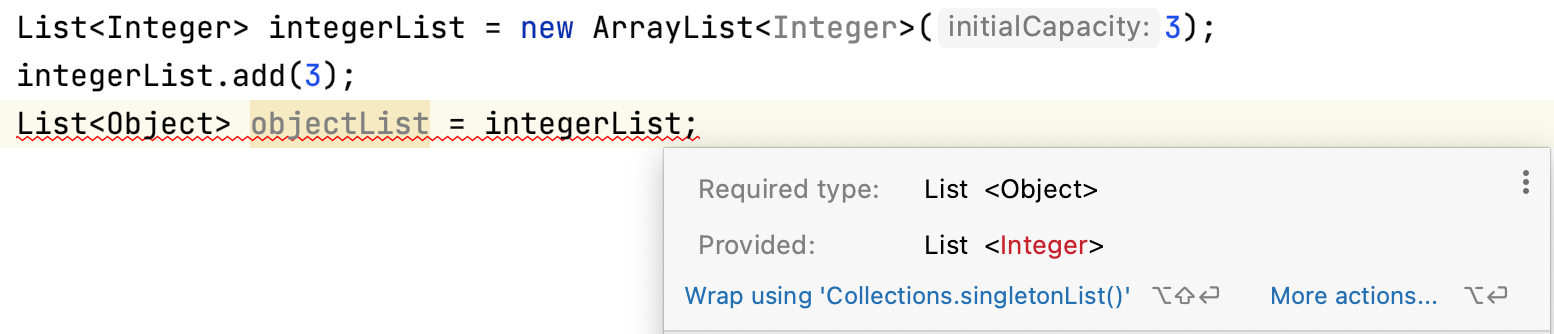 List<Integer> integerList = new ArrayList<Integer>( initialCapacity: 3);
integerList.add(3);
List<Object> objectList = integerList;
Required type: List <Object>
Provided: List <Integer>
Wrap using 'Collections.singletonList()' ⌥⇧⏎ More actions... ⌥⏎